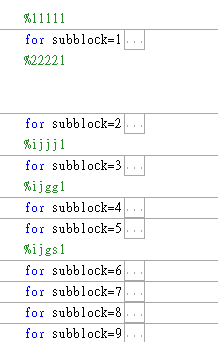 %11111
for subblock=1...
%22221
for subblock=2...
%ijjj1
for subblock=3...
%ijgg1
for subblock=4...
for subblock=5...
%ijgs1
for subblock=6...
for subblock=7...
for subblock=8...
for subblock=9...